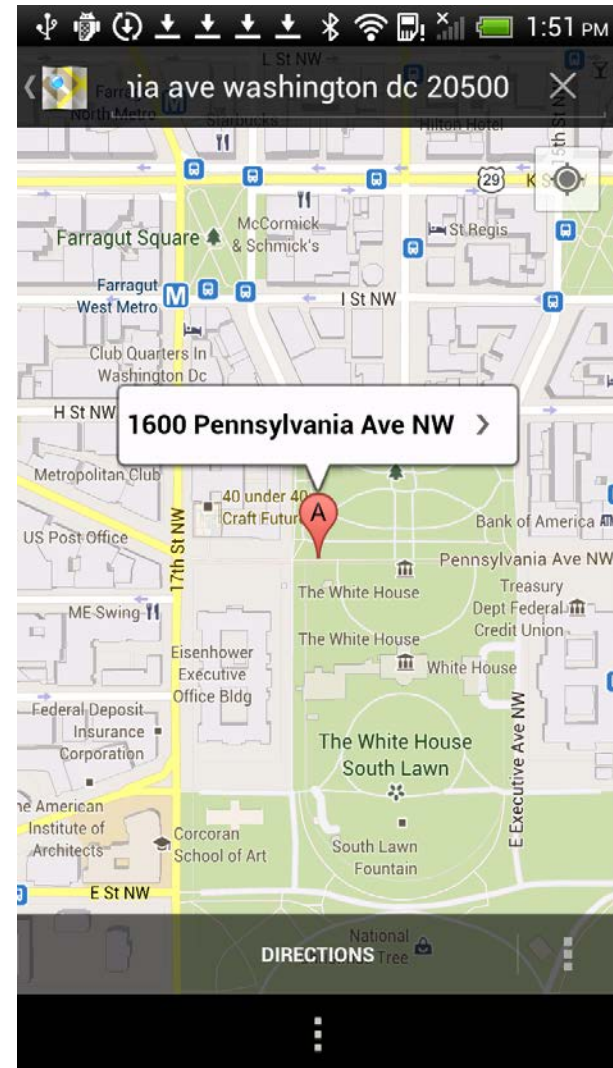 1:51 PM
nia ave washington dc 20500
L St NW
North Metro
Starbucks
Hilton Hotel
15th St
29
K St
Farragut Square
McCormick
& Schmick's
St Regis
Farragut
West Metro
M
I St NW
Club Quarters In
Washington Dc
H St NW
1600 Pennsylvania Ave NW
Metropolitan Club
40 under 40
Craft Futur
A
Bank of America
US Post Office
17th St NW
Pennsylvania Ave NW
The White House
Treasury
Dept Federal
Credit Union
ME Swing
The White House
White House
Eisenhower
Executive
Office Bldg
Federal Deposit
Insurance
Corporation
The White House
South Lawn
E Executive Ave NW
he American
Institute of
Architects
Corcoran
School of Art
South Lawn
Fountain
E St NW
National
Tree
DIRECTIONS